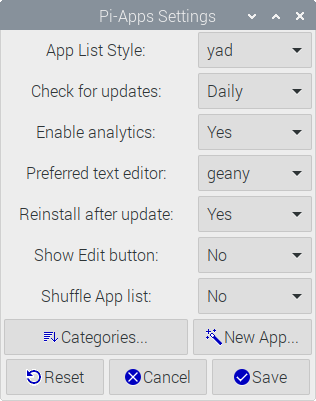 Pi-Apps Settings
App List Style: yad
Check for updates: Daily
Enable analytics: Yes
Preferred text editor: geany
Reinstall after update: Yes
Show Edit button: No
Shuffle App list: No
Categories... New App...
Reset Cancel Save